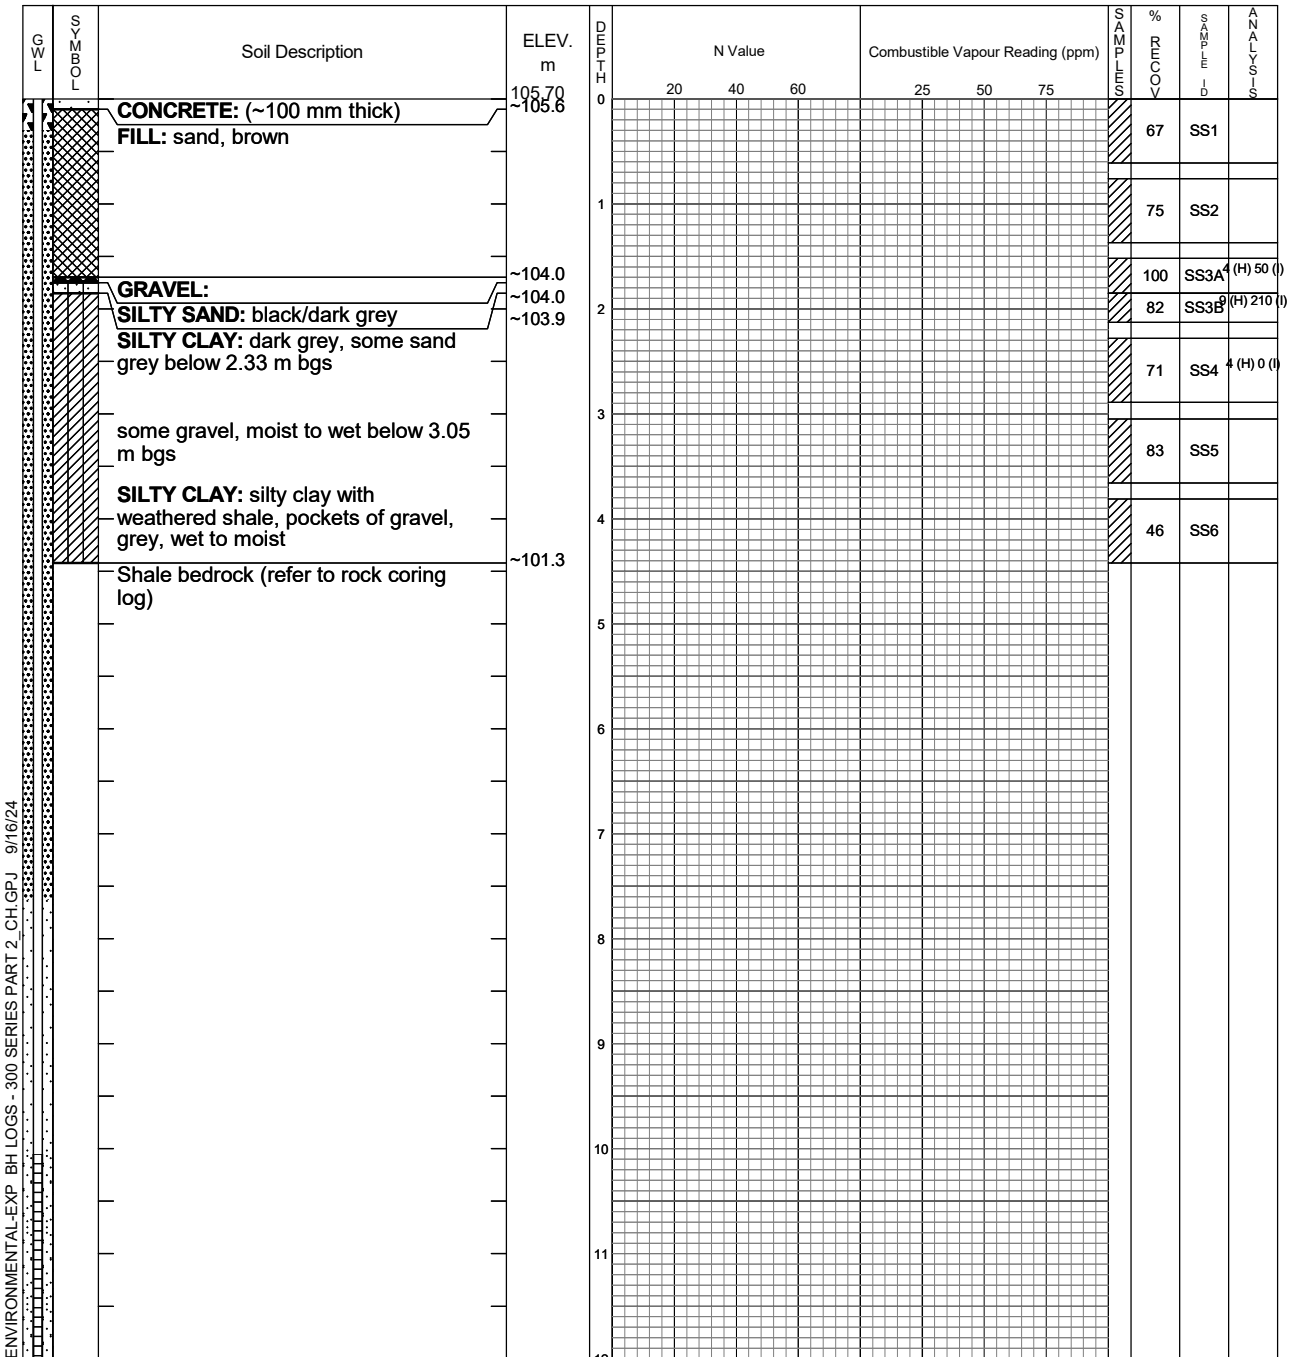 GWL
SYMBOL
Soil Description
ELEV.
m
DEPTH
N Value
Combustible Vapour Reading (ppm)
SAMPLES
% RECOV
SAMPLE ID
ANALYSIS
20 40 60
25 50 75
105.70
0
CONCRETE: (~100 mm thick)
~105.6
FILL: sand, brown
67 SS1
1
75 SS2
~104.0
100 SS3A 4 (H) 50 (I)
GRAVEL:
~104.0
SILTY SAND: black/dark grey
2
82 SS3B 9 (H) 210 (I)
~103.9
SILTY CLAY: dark grey, some sand
grey below 2.33 m bgs
71 SS4 4 (H) 0 (I)
3
some gravel, moist to wet below 3.05
m bgs
83 SS5
SILTY CLAY: silty clay with
weathered shale, pockets of gravel,
grey, wet to moist
4
46 SS6
~101.3
Shale bedrock (refer to rock coring
log)
5
6
7
8
9
10
11
ENVIRONMENTAL-EXP BH LOGS - 300 SERIES PART 2_CH.GPJ 9/16/24